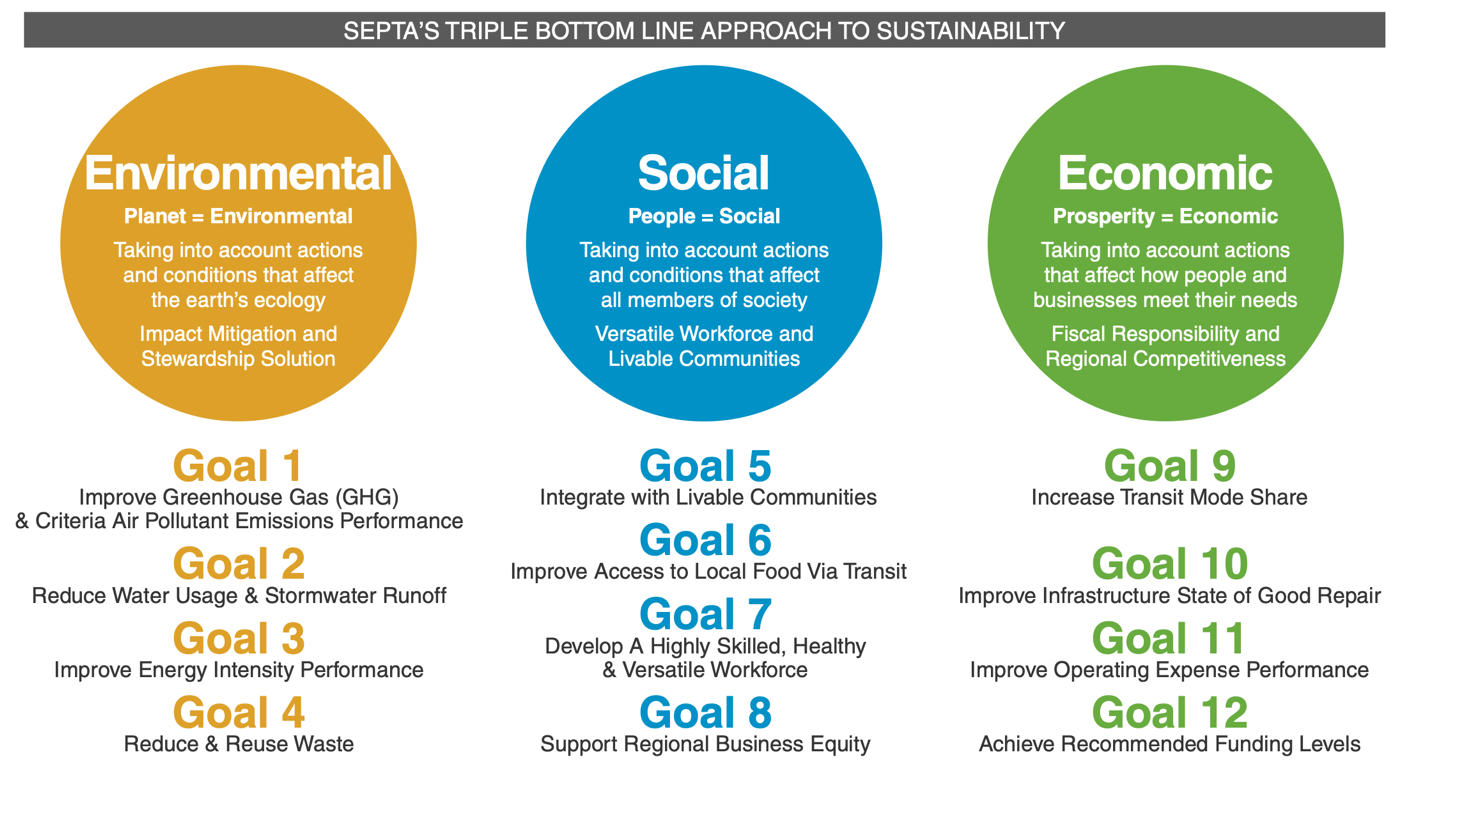 SEPTA’S TRIPLE BOTTOM LINE APPROACH TO SUSTAINABILITY
Environmental
Planet = Environmental
Taking into account actions
and conditions that affect
the earth’s ecology
Impact Mitigation and
Stewardship Solution
Social
People = Social
Taking into account actions
and conditions that affect
all members of society
Versatile Workforce and
Livable Communities
Economic
Prosperity = Economic
Taking into account actions
that affect how people and
businesses meet their needs
Fiscal Responsibility and
Regional Competitiveness
Goal 1
Improve Greenhouse Gas (GHG)
& Criteria Air Pollutant Emissions Performance
Goal 2
Reduce Water Usage & Stormwater Runoff
Goal 3
Improve Energy Intensity Performance
Goal 4
Reduce & Reuse Waste
Goal 5
Integrate with Livable Communities
Goal 6
Improve Access to Local Food Via Transit
Goal 7
Develop A Highly Skilled, Healthy
& Versatile Workforce
Goal 8
Support Regional Business Equity
Goal 9
Increase Transit Mode Share
Goal 10
Improve Infrastructure State of Good Repair
Goal 11
Improve Operating Expense Performance
Goal 12
Achieve Recommended Funding Levels